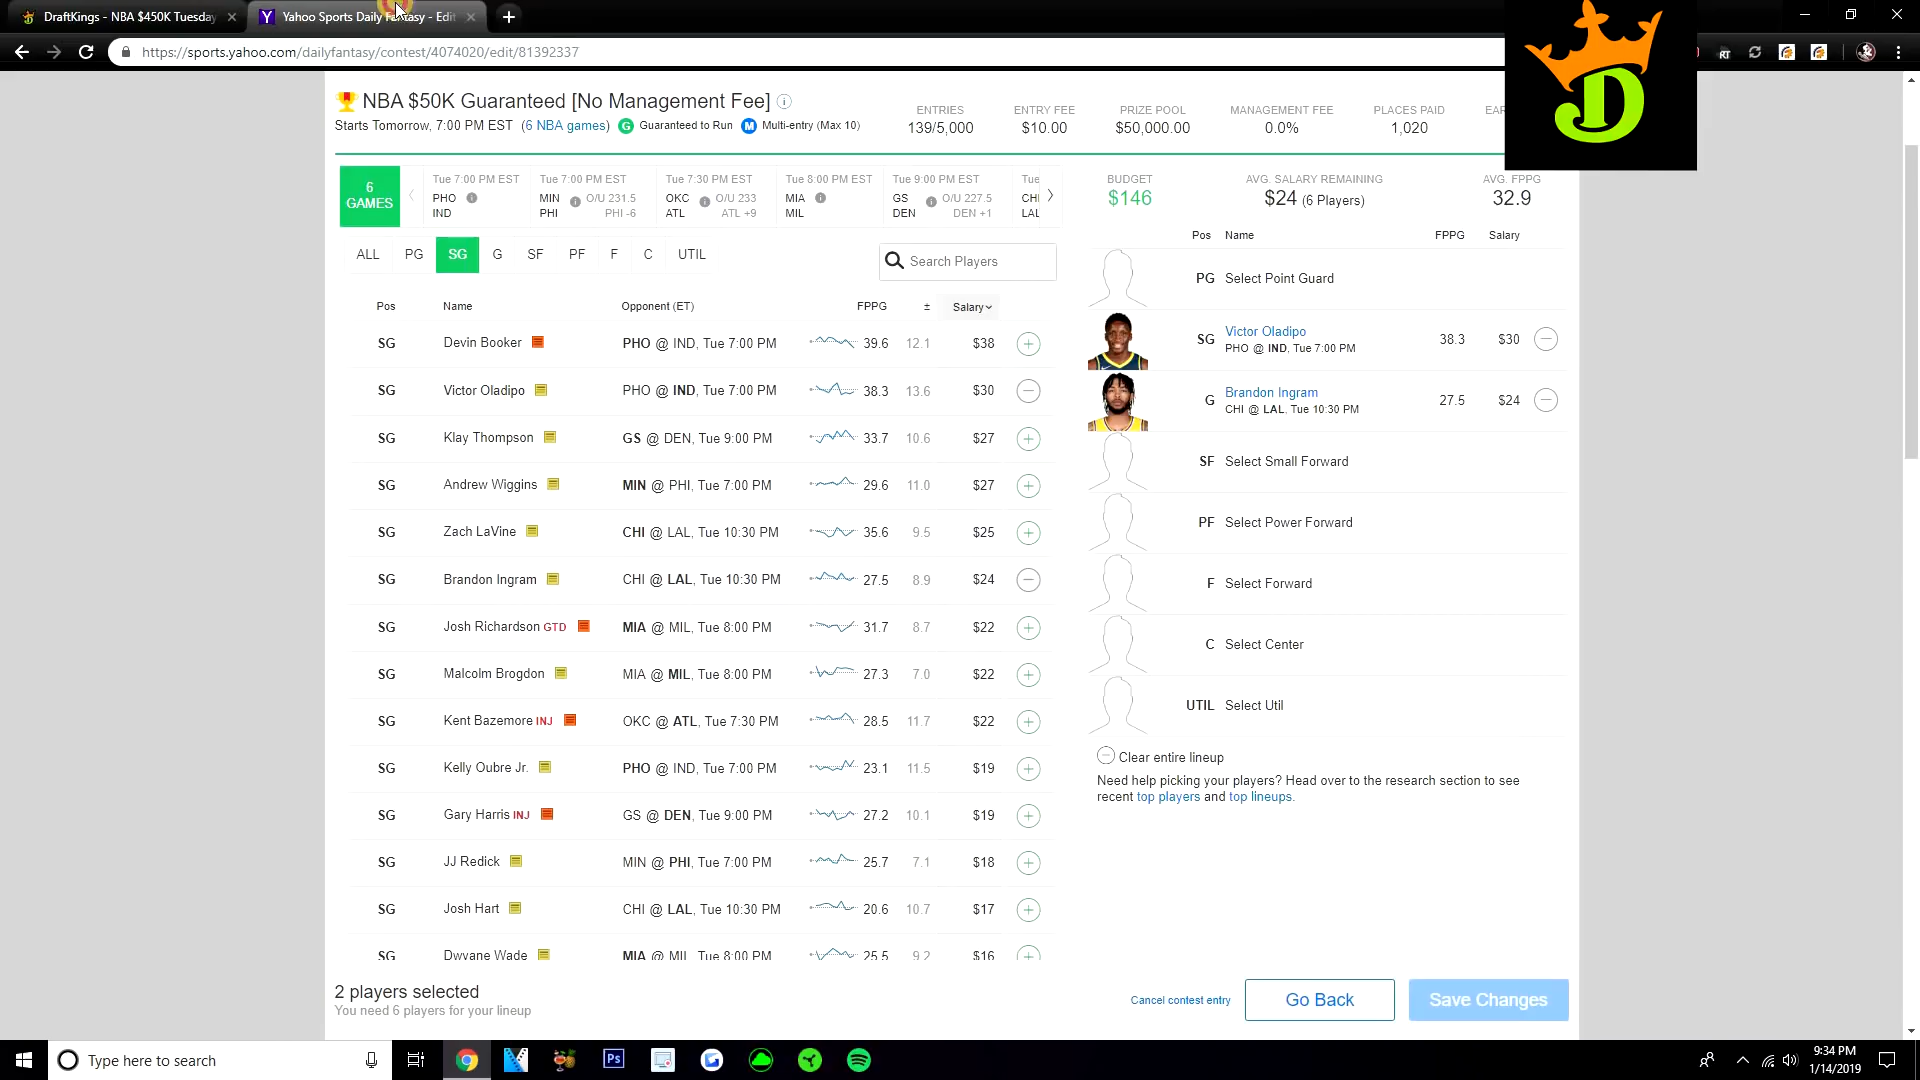 DraftKings - NBA $450K Tuesday
Yahoo Sports Daily Fantasy - Edit
https://sports.yahoo.com/dailyfantasy/contest/4074020/edit/81392337
D
NBA $50K Guaranteed [No Management Fee]
Starts Tomorrow, 7:00 PM EST (6 NBA games) G Guaranteed to Run M Multi-entry (Max 10)
ENTRIES
139/5,000
ENTRY FEE
$10.00
PRIZE POOL
$50,000.00
MANAGEMENT FEE
0.0%
PLACES PAID
1,020
6
GAMES
Tue 7:00 PM EST
PHO
IND
Tue 7:00 PM EST
MIN O/U 231.5
PHI PHI -6
Tue 7:30 PM EST
OKC O/U 233
ATL ATL +9
Tue 8:00 PM EST
MIA
MIL
Tue 9:00 PM EST
GS O/U 227.5
DEN DEN +1
Tue
CHI
LAL
BUDGET
$146
AVG. SALARY REMAINING
$24 (6 Players)
AVG. FPPG
32.9
ALL PG SG G SF PF F C UTIL
Search Players
Pos Name Opponent (ET) FPPG ± Salary
SG Devin Booker PHO @ IND, Tue 7:00 PM 39.6 12.1 $38
SG Victor Oladipo PHO @ IND, Tue 7:00 PM 38.3 13.6 $30
SG Klay Thompson GS @ DEN, Tue 9:00 PM 33.7 10.6 $27
SG Andrew Wiggins MIN @ PHI, Tue 7:00 PM 29.6 11.0 $27
SG Zach LaVine CHI @ LAL, Tue 10:30 PM 35.6 9.5 $25
SG Brandon Ingram CHI @ LAL, Tue 10:30 PM 27.5 8.9 $24
SG Josh Richardson GTD MIA @ MIL, Tue 8:00 PM 31.7 8.7 $22
SG Malcolm Brogdon MIA @ MIL, Tue 8:00 PM 27.3 7.0 $22
SG Kent Bazemore INJ OKC @ ATL, Tue 7:30 PM 28.5 11.7 $22
SG Kelly Oubre Jr. PHO @ IND, Tue 7:00 PM 23.1 11.5 $19
SG Gary Harris INJ GS @ DEN, Tue 9:00 PM 27.2 10.1 $19
SG JJ Redick MIN @ PHI, Tue 7:00 PM 25.7 7.1 $18
SG Josh Hart CHI @ LAL, Tue 10:30 PM 20.6 10.7 $17
SG Dwyane Wade MIA @ MIL, Tue 8:00 PM 25.5 9.2 $16
Pos Name FPPG Salary
PG Select Point Guard
SG Victor Oladipo 38.3 $30
PHO @ IND, Tue 7:00 PM
G Brandon Ingram 27.5 $24
CHI @ LAL, Tue 10:30 PM
SF Select Small Forward
PF Select Power Forward
F Select Forward
C Select Center
UTIL Select Util
Clear entire lineup
Need help picking your players? Head over to the research section to see
recent top players and top lineups.
2 players selected
You need 6 players for your lineup
Cancel contest entry
Go Back
Save Changes
Type here to search
Ps
9:34 PM
1/14/2019